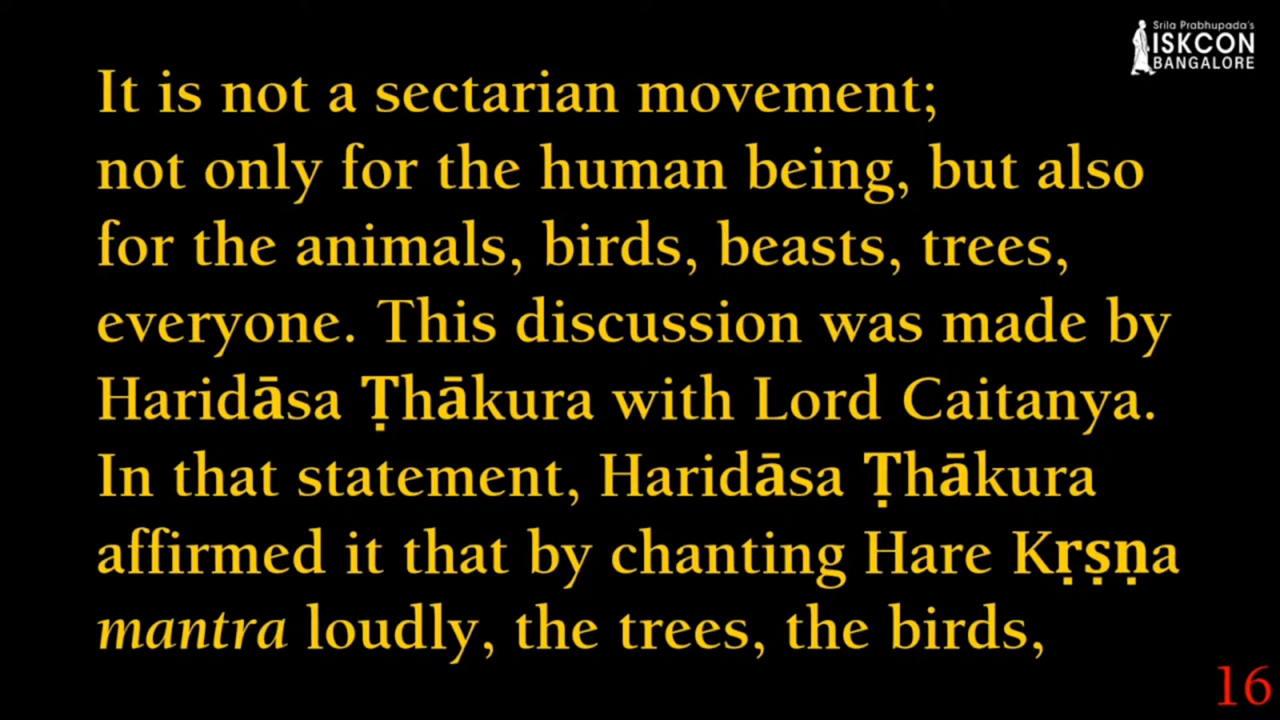 Srila Prabhupada's
ISKCON
BANGALORE
It is not a sectarian movement;
not only for the human being, but also
for the animals, birds, beasts, trees,
everyone. This discussion was made by
Haridāsa Ṭhākura with Lord Caitanya.
In that statement, Haridāsa Ṭhākura
affirmed it that by chanting Hare Kṛṣṇa
mantra loudly, the trees, the birds,
16